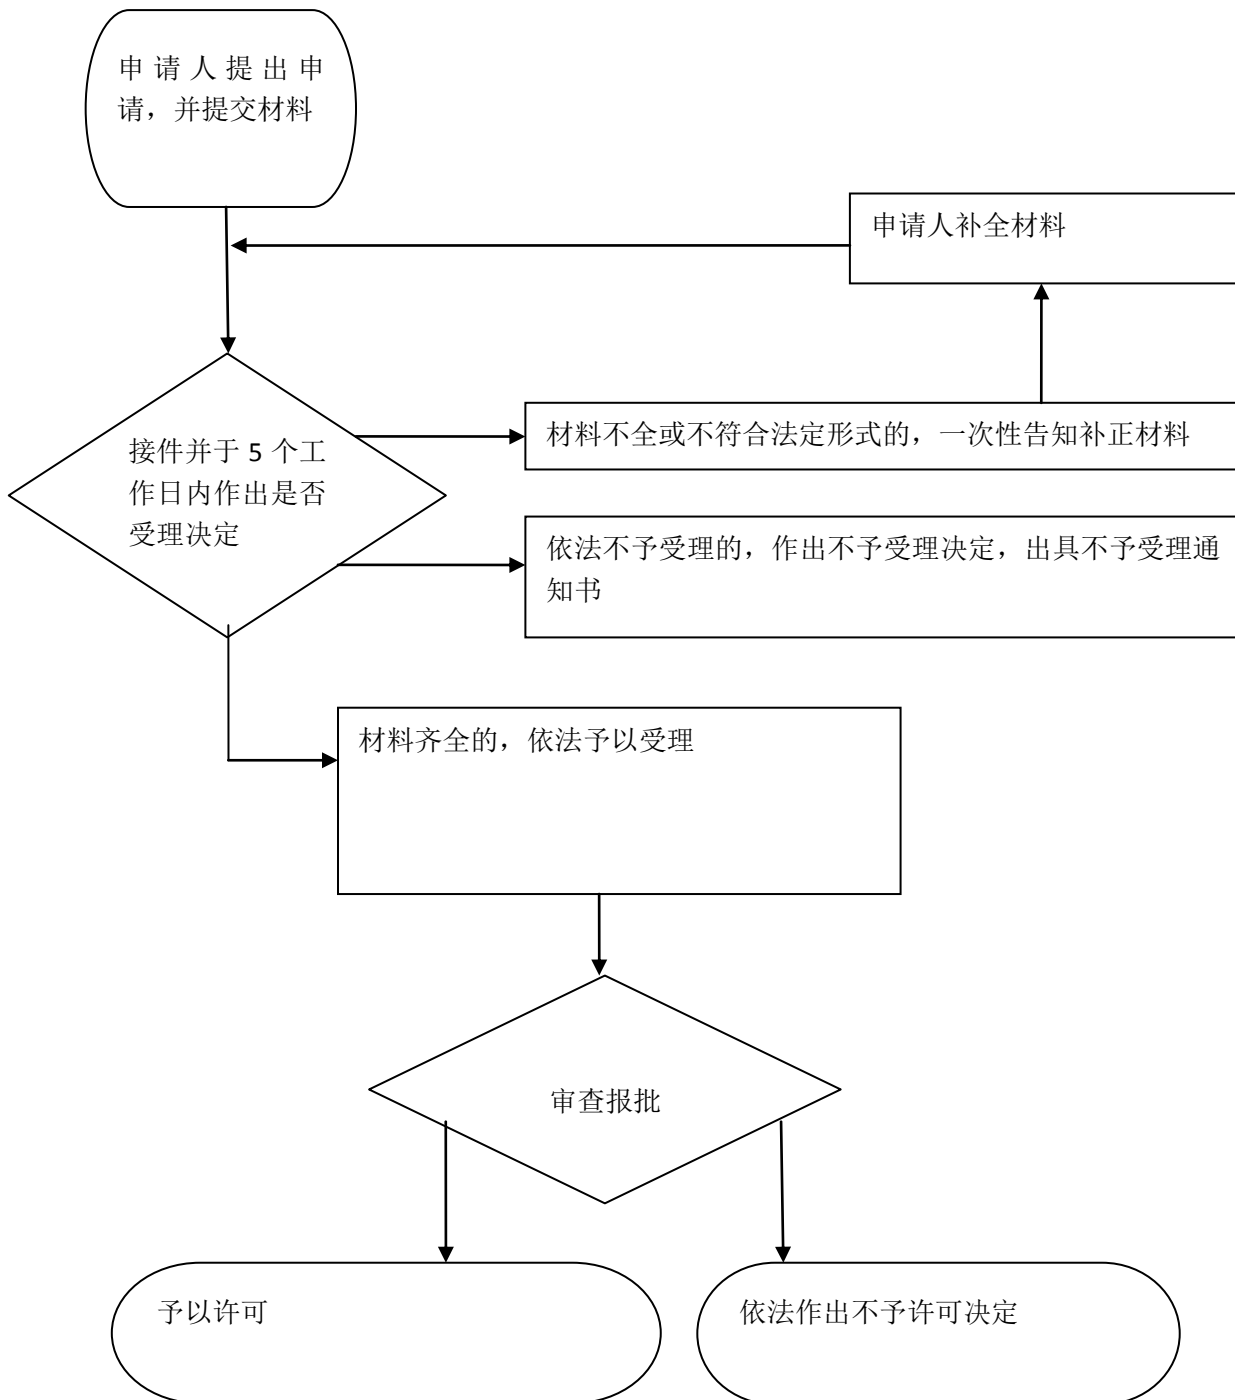 申请人提出申
请，并提交材料
申请人补全材料
材料不全或不符合法定形式的，一次性告知补正材料
接件并于 5 个工
作日内作出是否
受理决定
依法不予受理的，作出不予受理决定，出具不予受理通
知书
材料齐全的，依法予以受理
审查报批
予以许可
依法作出不予许可决定